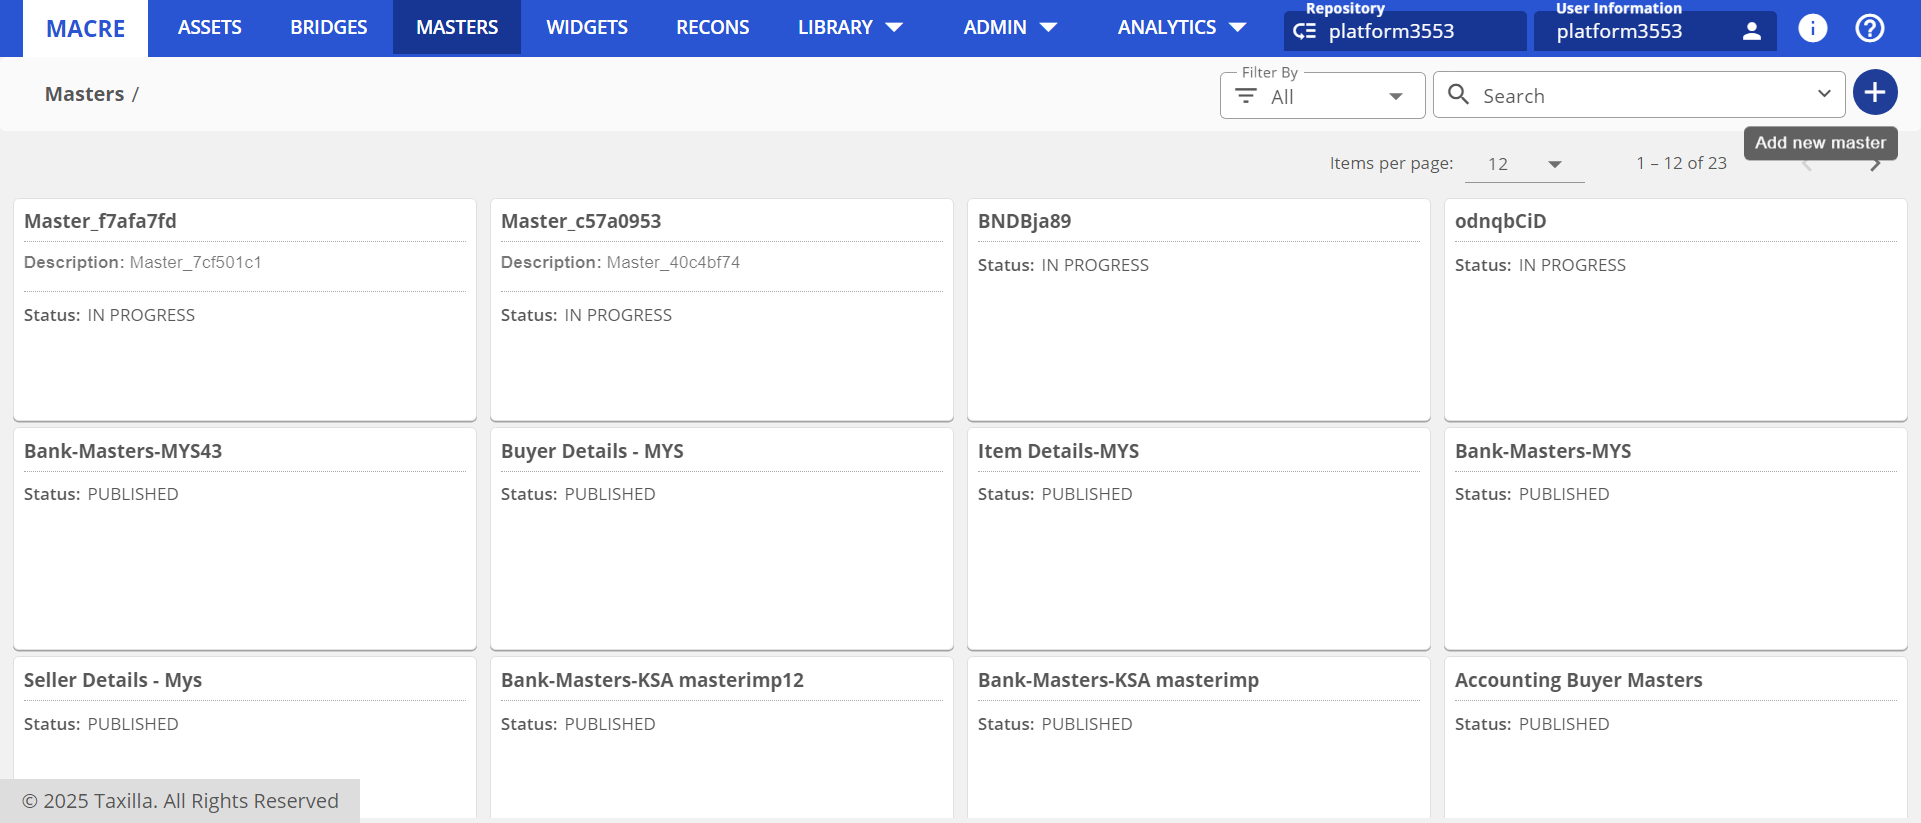 MACRE ASSETS BRIDGES MASTERS WIDGETS RECONS LIBRARY ADMIN ANALYTICS Repository platform3553 User Information platform3553
Masters / Filter By All Search
Add new master
Items per page: 12 1 – 12 of 23
Master_f7afa7fd
Description: Master_7cf501c1
Status: IN PROGRESS
Master_c57a0953
Description: Master_40c4bf74
Status: IN PROGRESS
BNDBja89
Status: IN PROGRESS
odnqbCiD
Status: IN PROGRESS
Bank-Masters-MYS43
Status: PUBLISHED
Buyer Details - MYS
Status: PUBLISHED
Item Details-MYS
Status: PUBLISHED
Bank-Masters-MYS
Status: PUBLISHED
Seller Details - Mys
Status: PUBLISHED
Bank-Masters-KSA masterimp12
Status: PUBLISHED
Bank-Masters-KSA masterimp
Status: PUBLISHED
Accounting Buyer Masters
Status: PUBLISHED
© 2025 Taxilla. All Rights Reserved